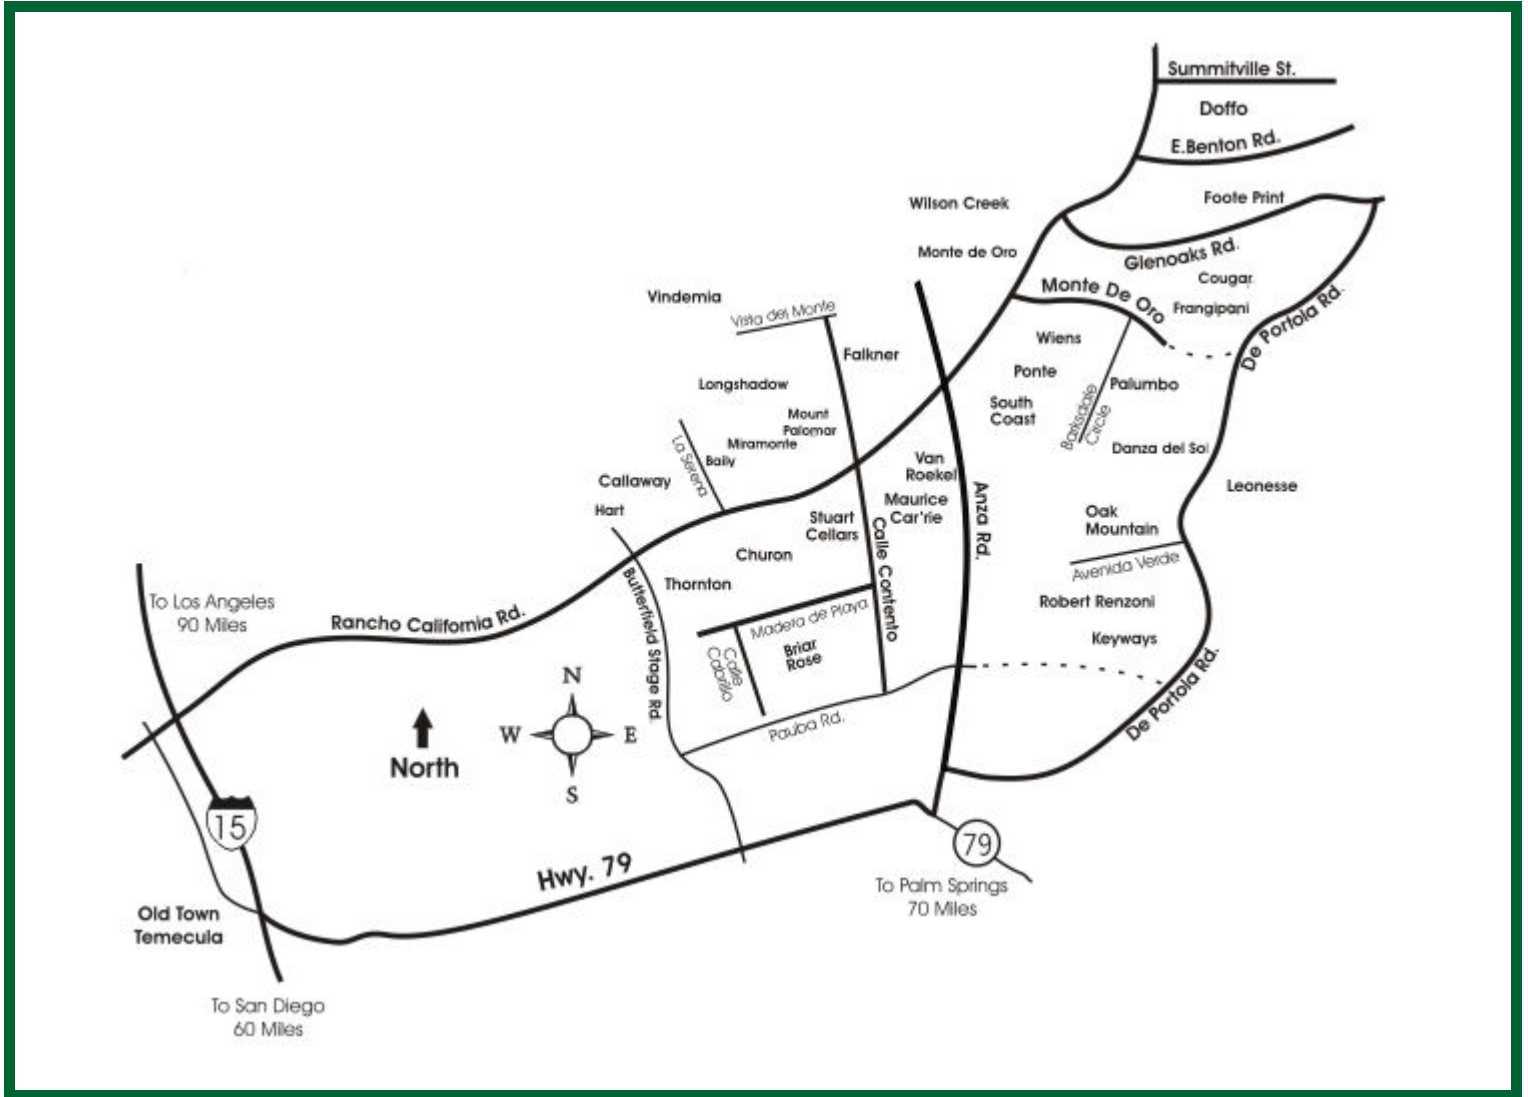 Summitville St.
Doffo
E.Benton Rd.
Foote Print
Wilson Creek
Glenoaks Rd.
Monte de Oro
Cougar
Monte De Oro
Frangipani
De Portola Rd.
Vindemia
Vista del Monte
Wiens
Falkner
Ponte
Palumbo
Longshadow
South
Coast
Barksdale
Circle
Mount
Palomar
Miramonte
La Serena
Baily
Danza del Sol
Van
Roekel
Callaway
Leonesse
Anza Rd.
Maurice
Car'rie
Hart
Stuart
Cellars
Oak
Mountain
Calle Contento
Churon
Avenida Verde
Thornton
Butterfield Stage Rd.
To Los Angeles
90 Miles
Rancho California Rd.
Madera de Playa
Robert Renzoni
Briar
Rose
Calle
Cabrillo
Keyways
De Portola Rd.
Pauba Rd.
N
W
E
S
North
15
Hwy. 79
79
To Palm Springs
70 Miles
Old Town
Temecula
To San Diego
60 Miles